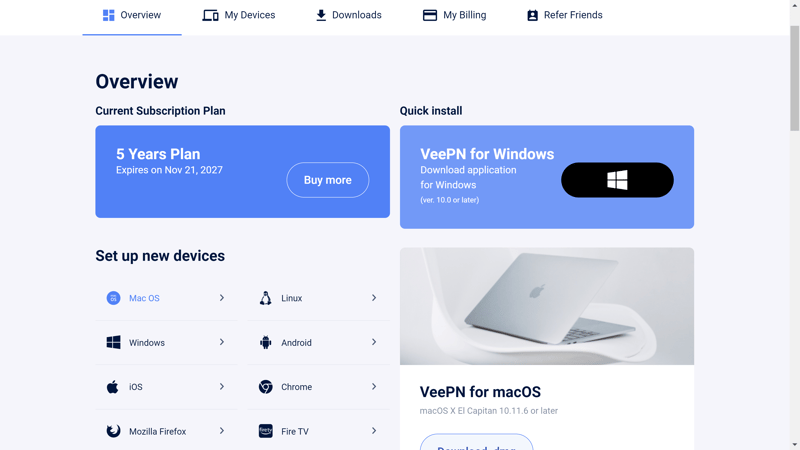 Overview
My Devices
Downloads
My Billing
Refer Friends
Overview
Current Subscription Plan
5 Years Plan
Expires on Nov 21, 2027
Buy more
Quick install
VeePN for Windows
Download application
for Windows
(ver. 10.0 or later)
Set up new devices
Mac OS
Linux
Windows
Android
iOS
Chrome
Mozilla Firefox
Fire TV
VeePN for macOS
macOS X El Capitan 10.11.6 or later
Download .dmg